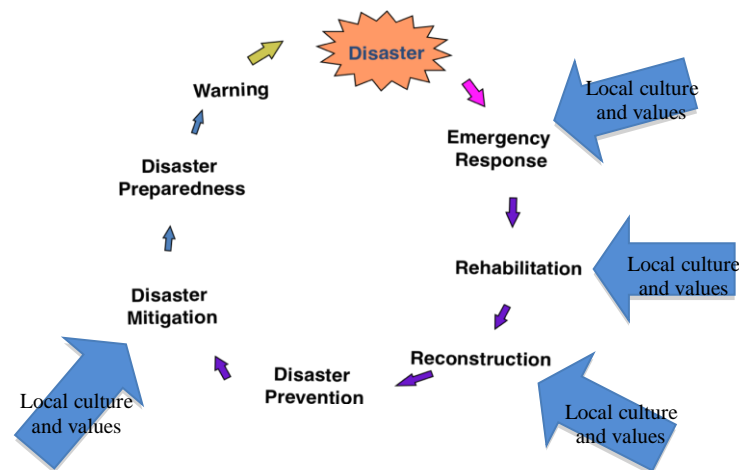 Disaster
Warning
Local culture
and values
Emergency
Response
Disaster
Preparedness
Rehabilitation
Local culture
and values
Disaster
Mitigation
Reconstruction
Disaster
Prevention
Local culture
and values
Local culture
and values